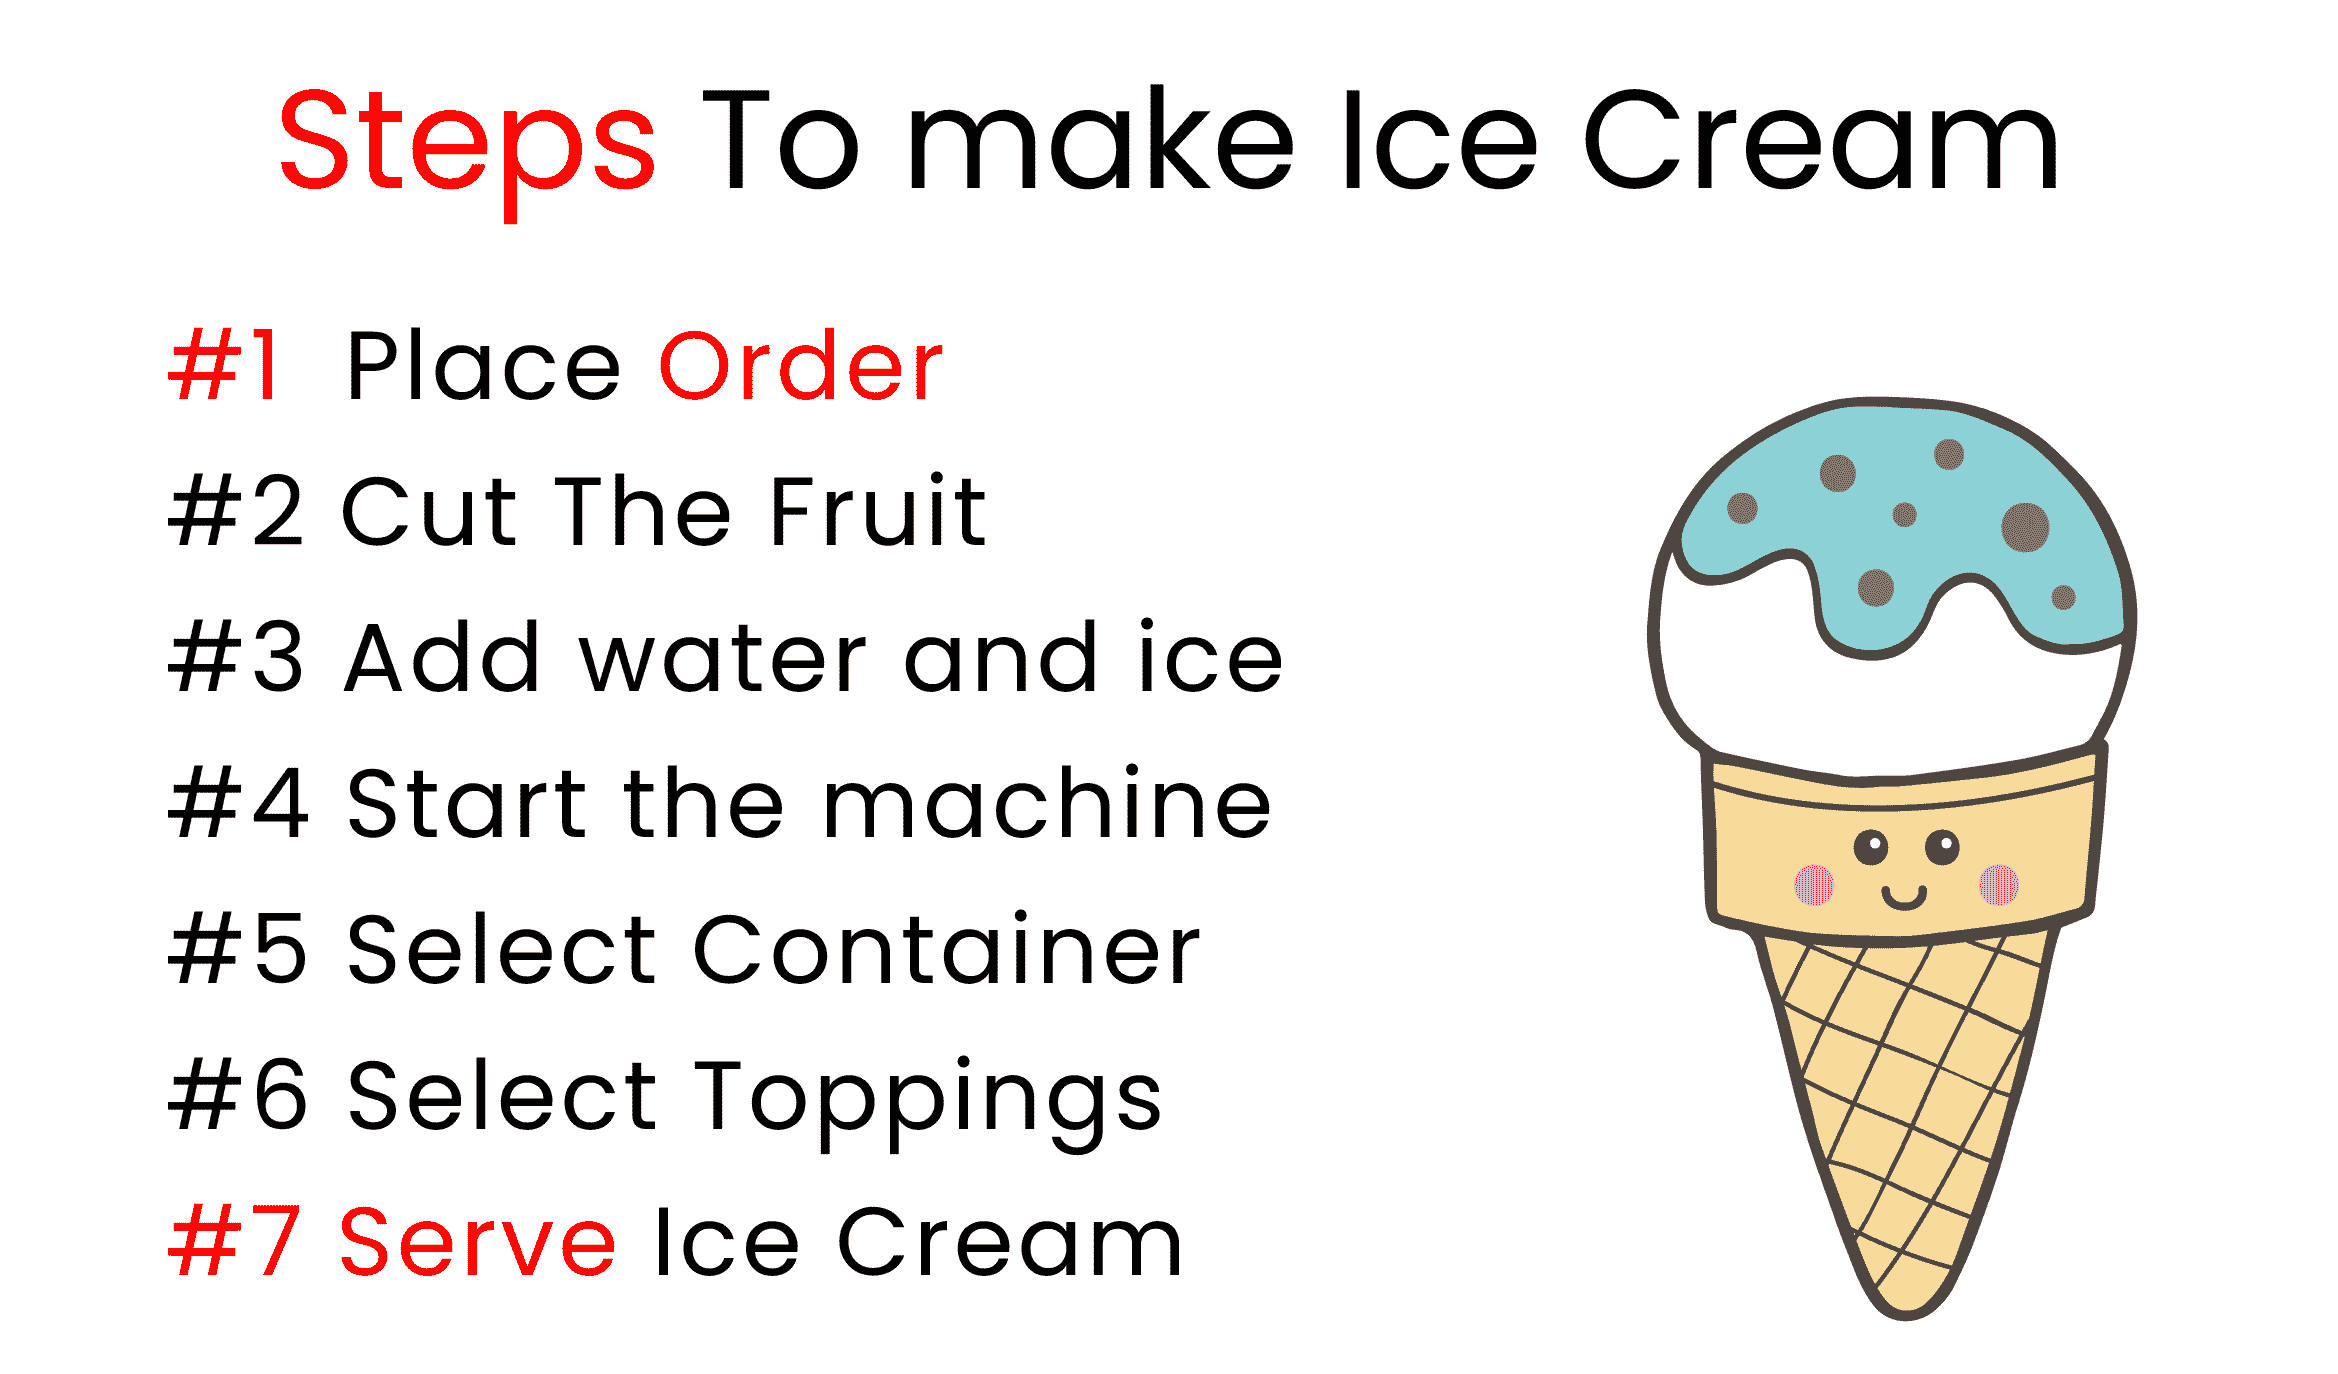 Steps To make Ice Cream
#1 Place Order
#2 Cut The Fruit
#3 Add water and ice
#4 Start the machine
#5 Select Container
#6 Select Toppings
#7 Serve Ice Cream